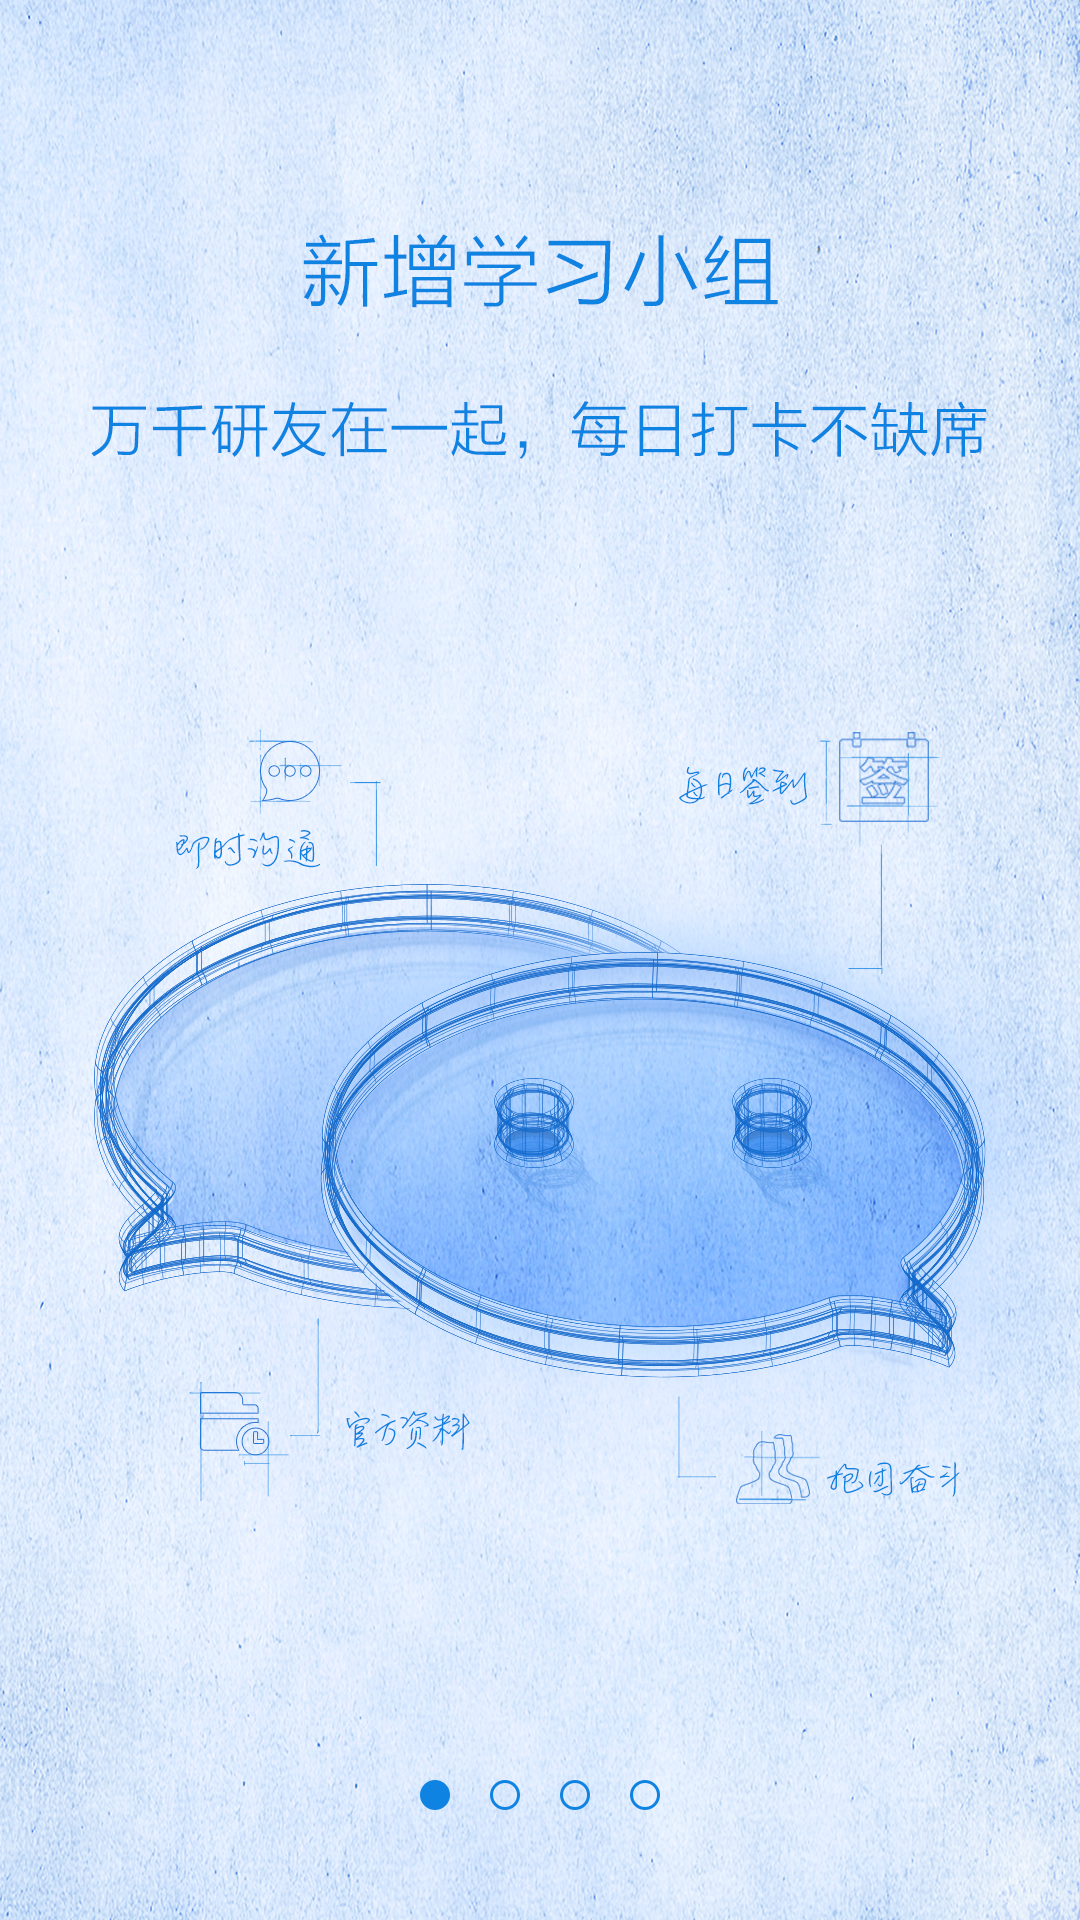 新增学习小组
万千研友在一起，每日打卡不缺席
每日签到
签
即时沟通
官方资料
抱团奋斗